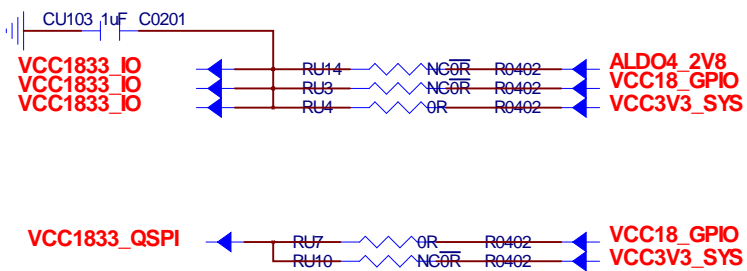 CU103 1uF C0201
VCC1833_IO RU14 NC0R R0402 ALDO4_2V8
VCC1833_IO RU3 NC0R R0402 VCC18_GPIO
VCC1833_IO RU4 0R R0402 VCC3V3_SYS
VCC1833_QSPI RU7 0R R0402 VCC18_GPIO
RU10 NC0R R0402 VCC3V3_SYS